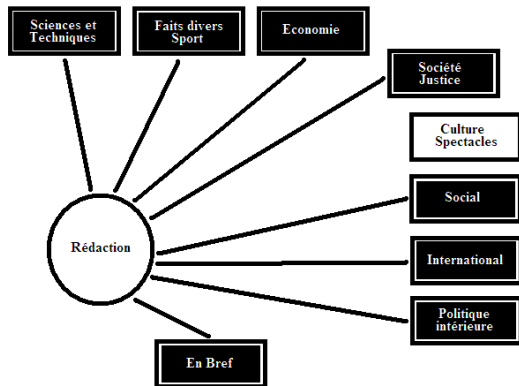 Sciences et
Techniques
Faits divers
Sport
Economie
Société
Justice
Culture
Spectacles
Social
Rédaction
International
Politique
intérieure
En Bref